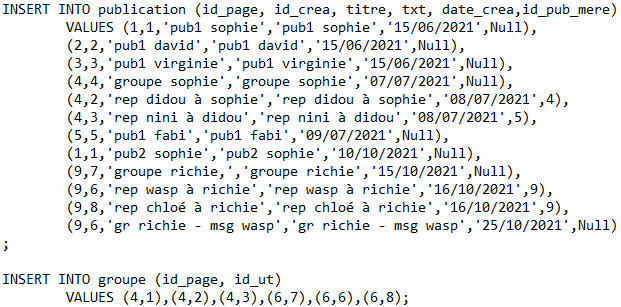 INSERT INTO publication (id_page, id_crea, titre, txt, date_crea,id_pub_mere)
VALUES (1,1,'pub1 sophie','pub1 sophie','15/06/2021',Null),
(2,2,'pub1 david','pub1 david','15/06/2021',Null),
(3,3,'pub1 virginie','pub1 virginie','15/06/2021',Null),
(4,4,'groupe sophie','groupe sophie','07/07/2021',Null),
(4,2,'rep didou à sophie','rep didou à sophie','08/07/2021',4),
(4,3,'rep nini à didou','rep nini à didou','08/07/2021',5),
(5,5,'pub1 fabi','pub1 fabi','09/07/2021',Null),
(1,1,'pub2 sophie','pub2 sophie','10/10/2021',Null),
(9,7,'groupe richie,','groupe richie','15/10/2021',Null),
(9,6,'rep wasp à richie','rep wasp à richie','16/10/2021',9),
(9,8,'rep chloé à richie','rep chloé à richie','16/10/2021',9),
(9,6,'gr richie - msg wasp','gr richie - msg wasp','25/10/2021',Null)
;
INSERT INTO groupe (id_page, id_ut)
VALUES (4,1),(4,2),(4,3),(6,7),(6,6),(6,8);